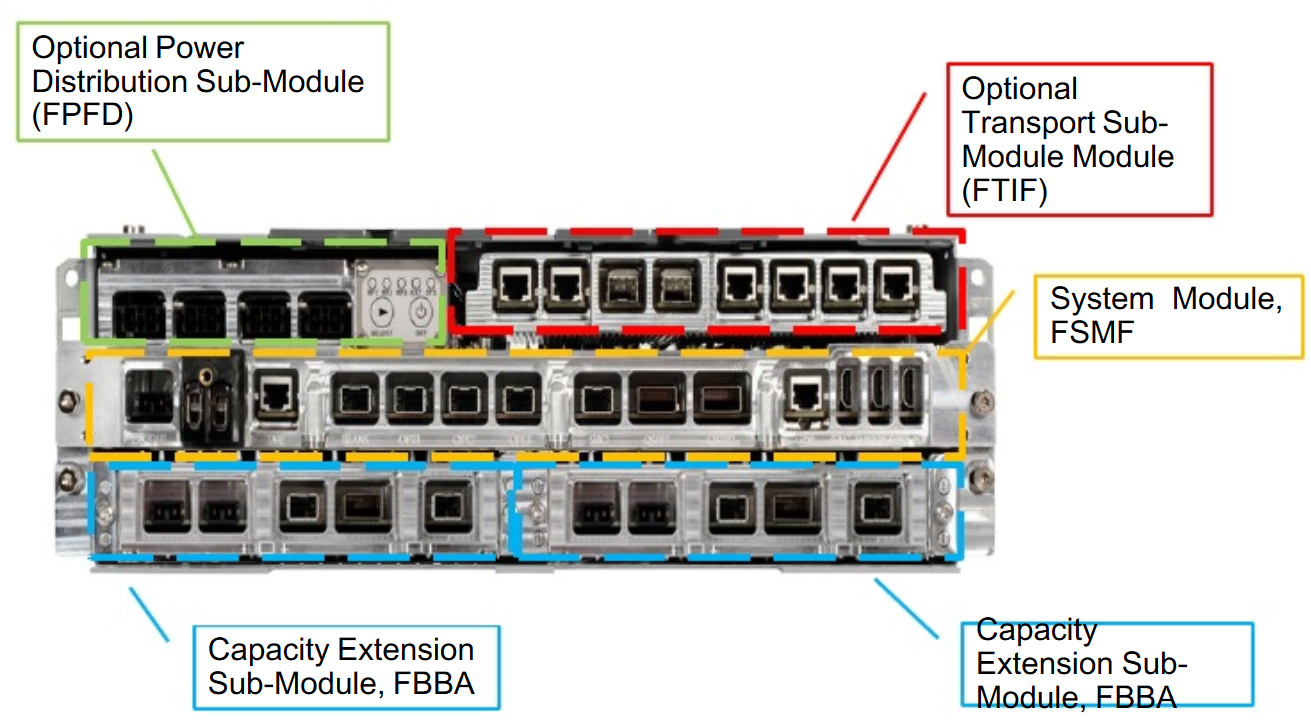 Optional Power
Distribution Sub-Module
(FPFD)
Optional
Transport Sub-
Module Module
(FTIF)
System Module,
FSMF
Capacity Extension
Sub-Module, FBBA
Capacity
Extension Sub-
Module, FBBA